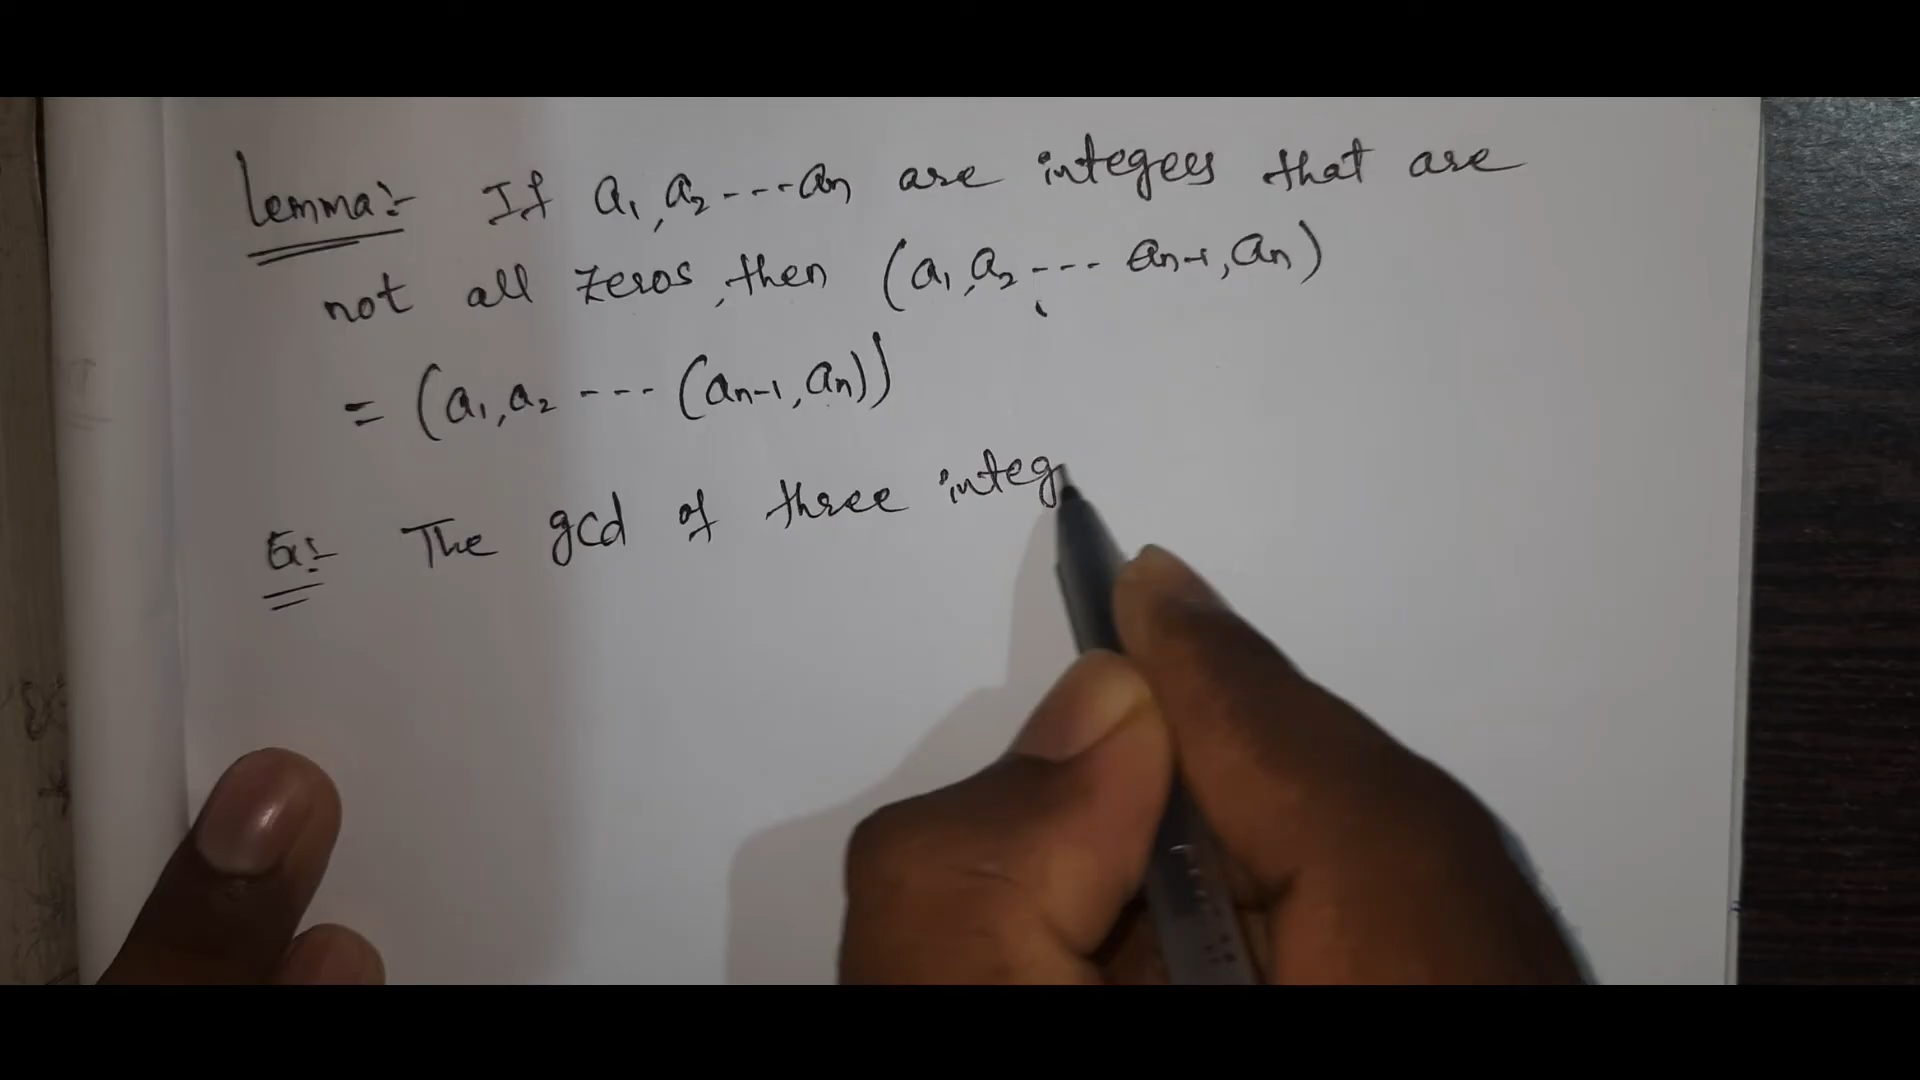 Lemma:- If a₁, a₂ ---- aₙ are integers that are
not all zeros, then (a₁, a₂ --- aₙ₋₁, aₙ)
= (a₁, a₂ ---- (aₙ₋₁, aₙ))
Ex:- The gcd of three integ